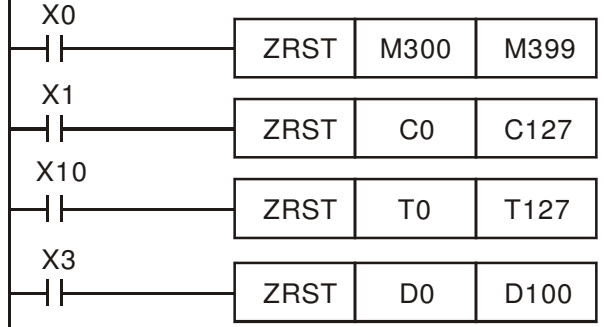 X0
ZRST M300 M399
X1
ZRST C0 C127
X10
ZRST T0 T127
X3
ZRST D0 D100